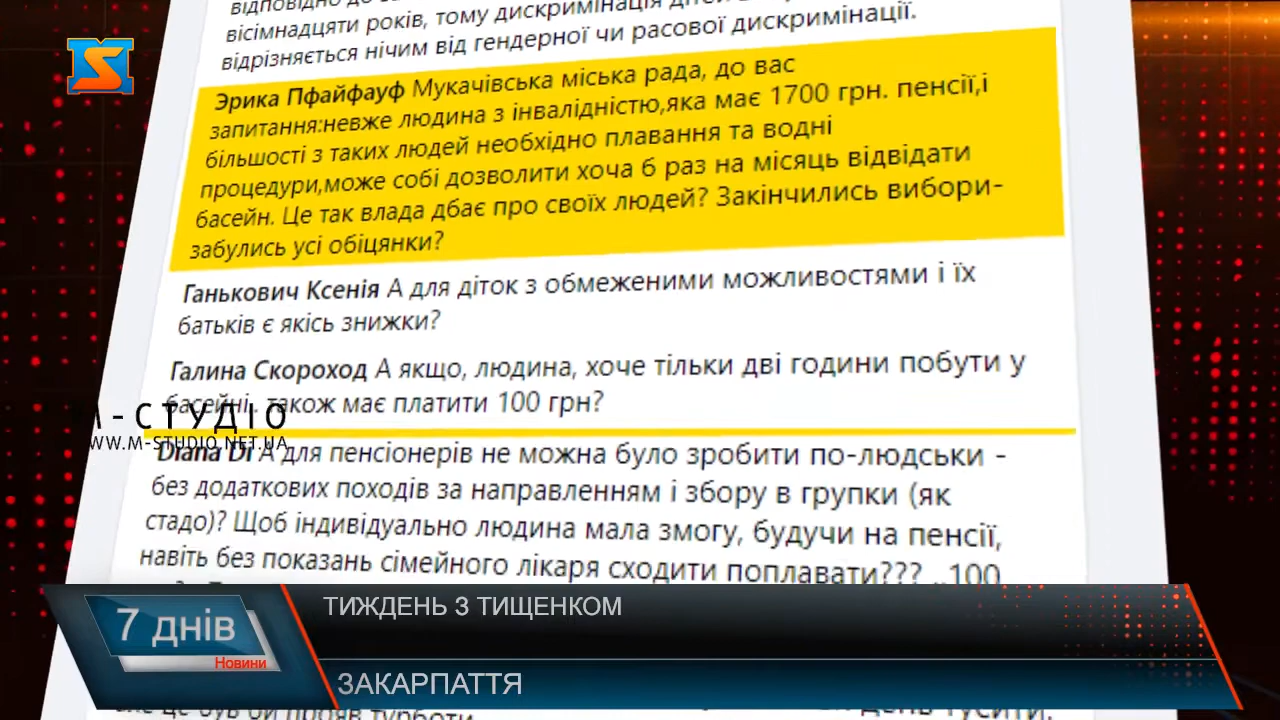 відповідно до
вісімнадцяти років, тому дискримінація
відрізняється нічим від гендерної чи расової дискримінації.
Эрика Пфайфауф Мукачівська міська рада, до вас
запитання:невже людина з інвалідністю,яка має 1700 грн. пенсії,і
більшості з таких людей необхідно плавання та водні
процедури,може собі дозволити хоча 6 раз на місяць відвідати
басейн. Це так влада дбає про своїх людей? Закінчились вибори-
забулись усі обіцянки?
Ганькович Ксенія А для діток з обмеженими можливостями і їх
батьків є якісь знижки?
Галина Скороход А якщо, людина, хоче тільки дві години побути у
басейні.. також має платити 100 грн?
М-СТУДІО
WWW.M-STUDIO.NET.UA
Diana Di А для пенсіонерів не можна було зробити по-людськи -
без додаткових походів за направленням і збору в групки (як
стадо)? Щоб індивідуально людина мала змогу, будучи на пенсії,
навіть без показань сімейного лікаря сходити поплавати??? ..100
7 днів
Новини
ТИЖДЕНЬ З ТИЩЕНКОМ
ЗАКАРПАТТЯ